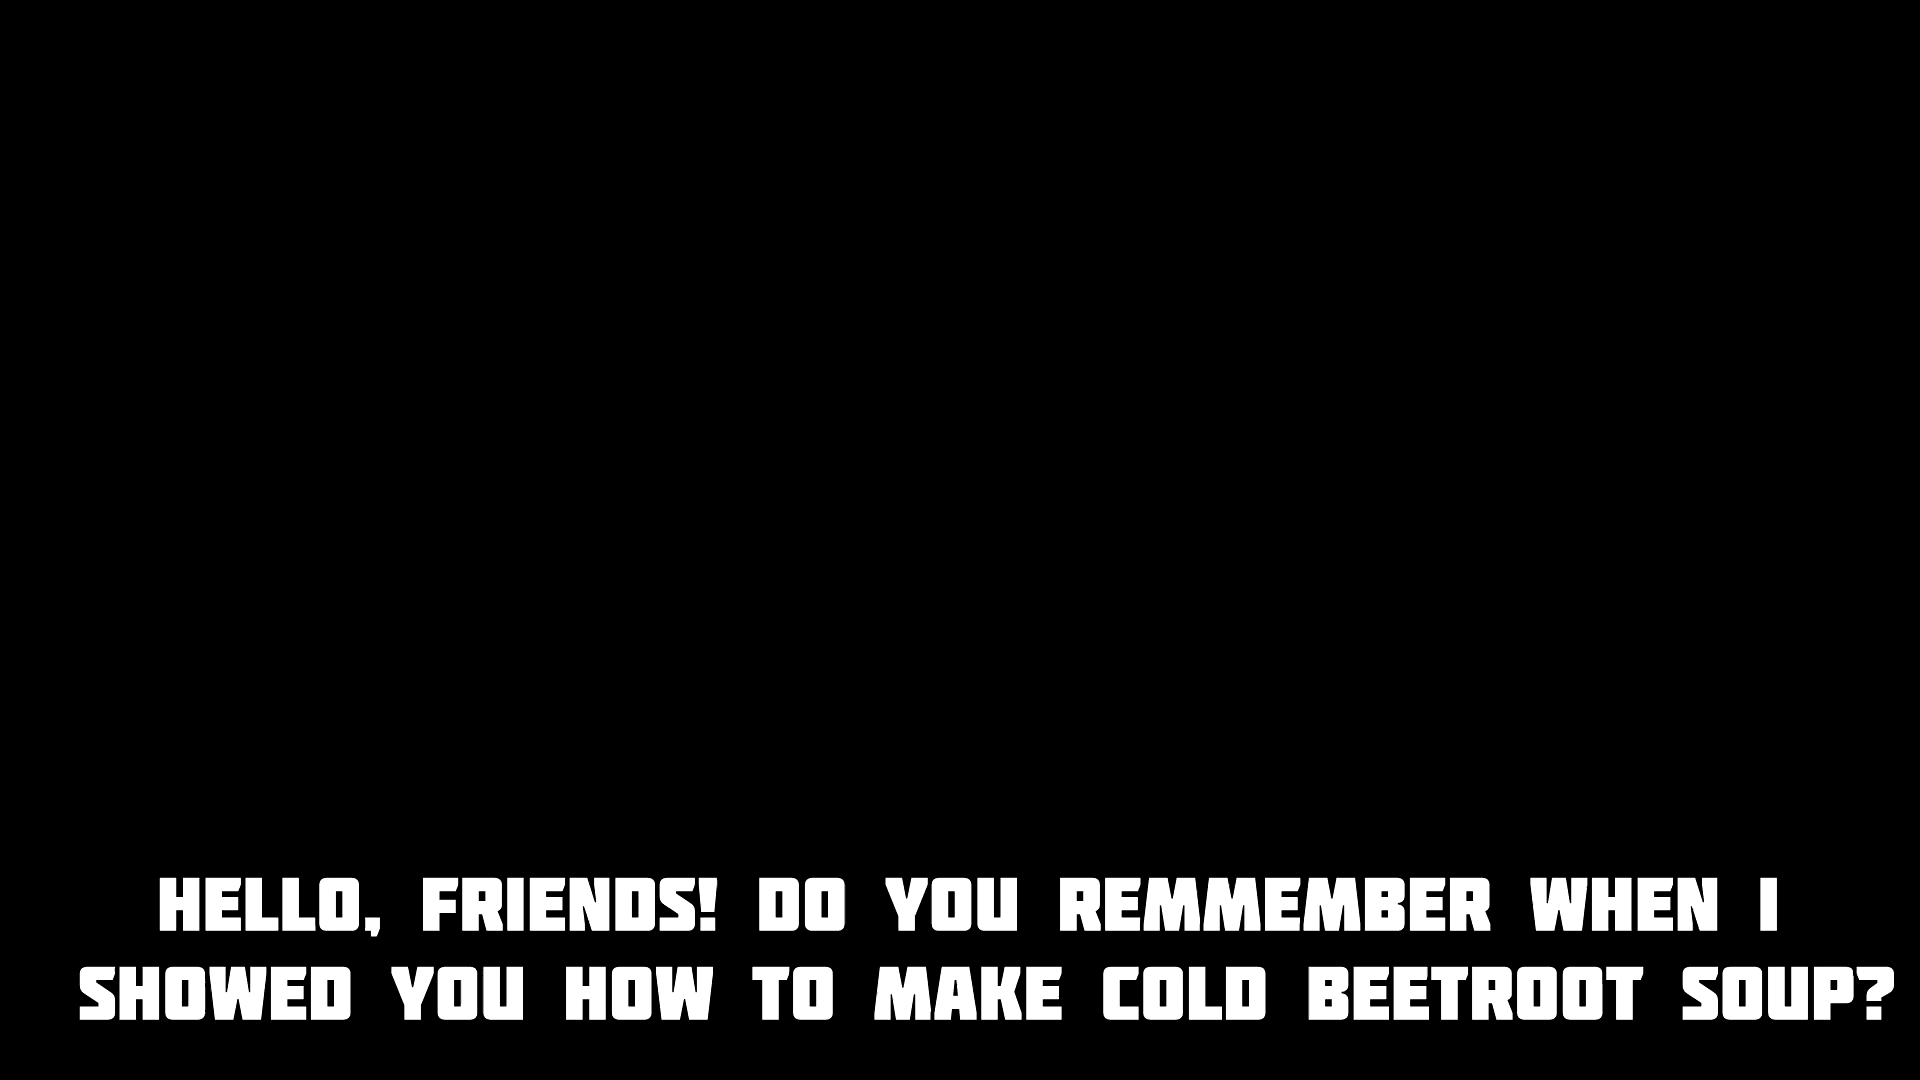 HELLO, FRIENDS! DO YOU REMMEMBER WHEN I
SHOWED YOU HOW TO MAKE COLD BEETROOT SOUP?